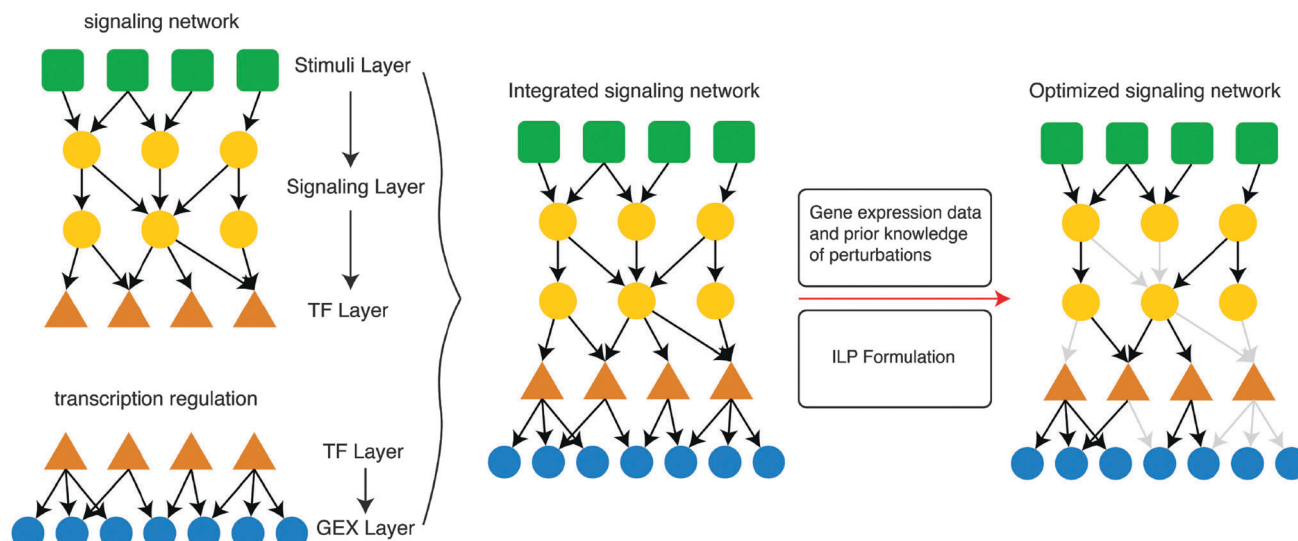 signaling network
Stimuli Layer
Signaling Layer
TF Layer
transcription regulation
TF Layer
GEX Layer
Integrated signaling network
Gene expression data
and prior knowledge
of perturbations
ILP Formulation
Optimized signaling network